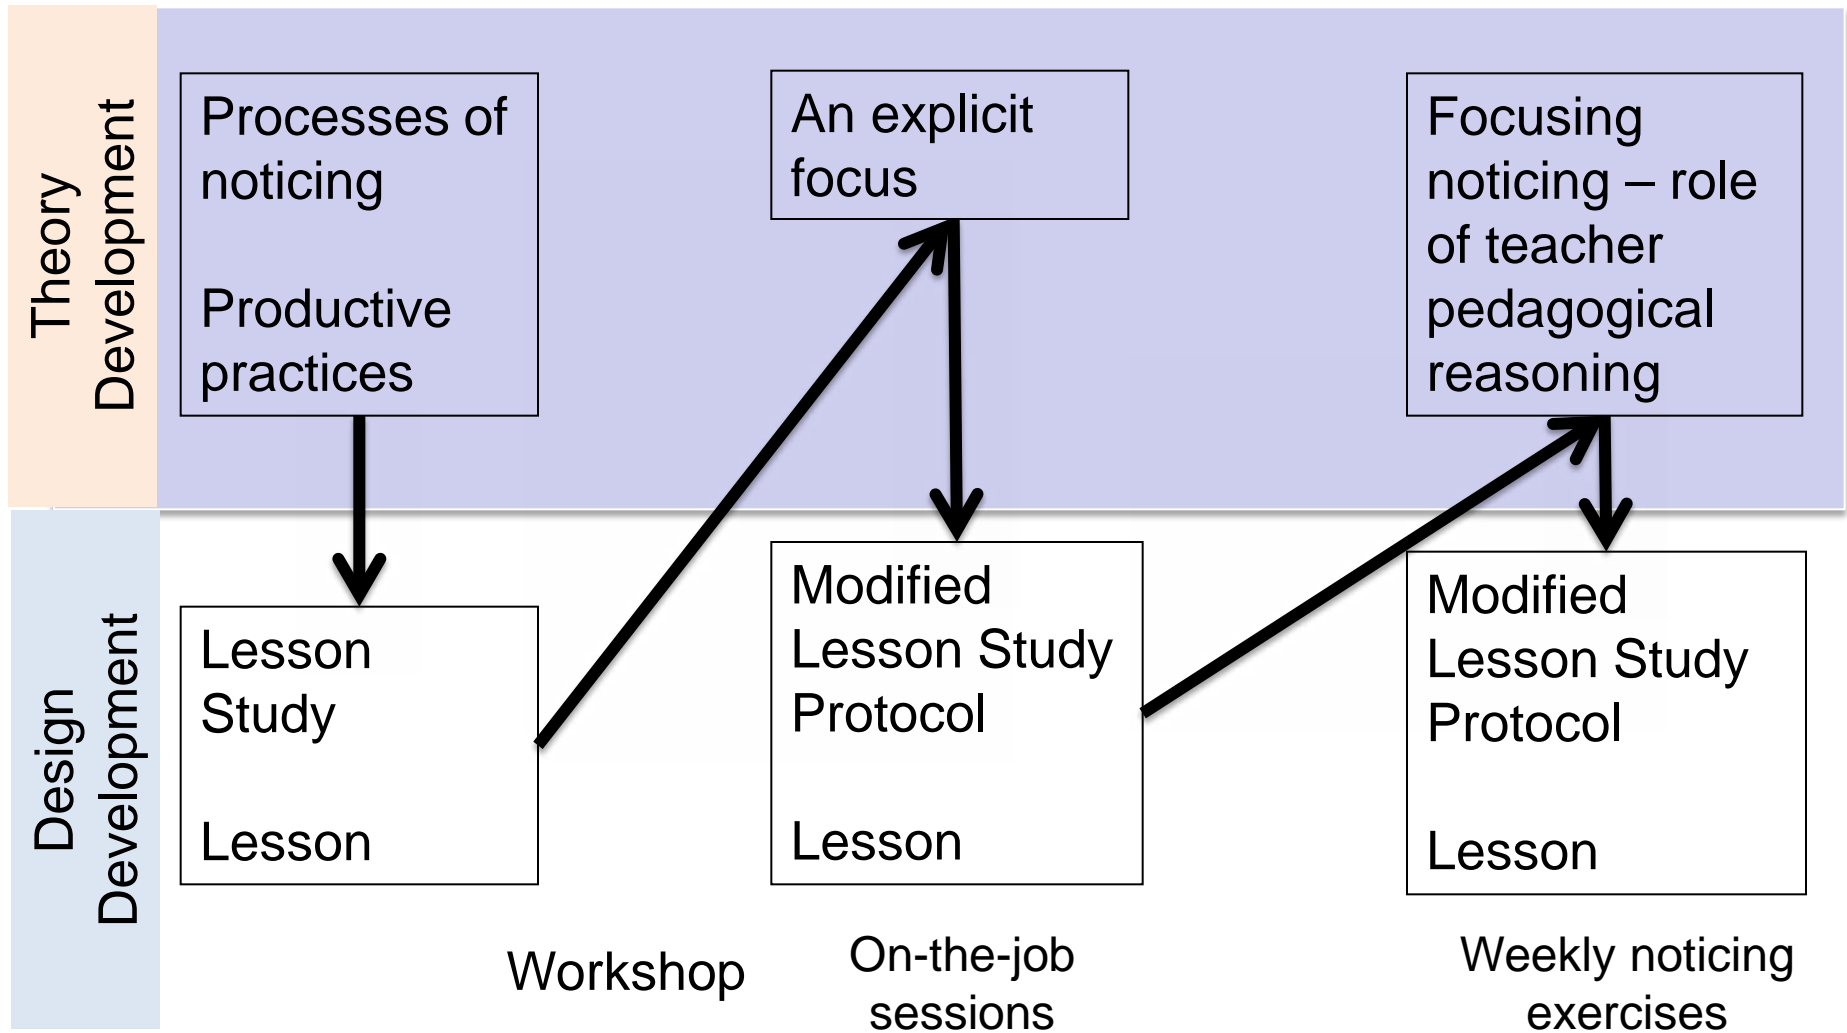 Theory
Development
Processes of
noticing
Productive
practices
An explicit
focus
Focusing
noticing – role
of teacher
pedagogical
reasoning
Design
Development
Lesson
Study
Lesson
Modified
Lesson Study
Protocol
Lesson
Modified
Lesson Study
Protocol
Lesson
Workshop
On-the-job
sessions
Weekly noticing
exercises